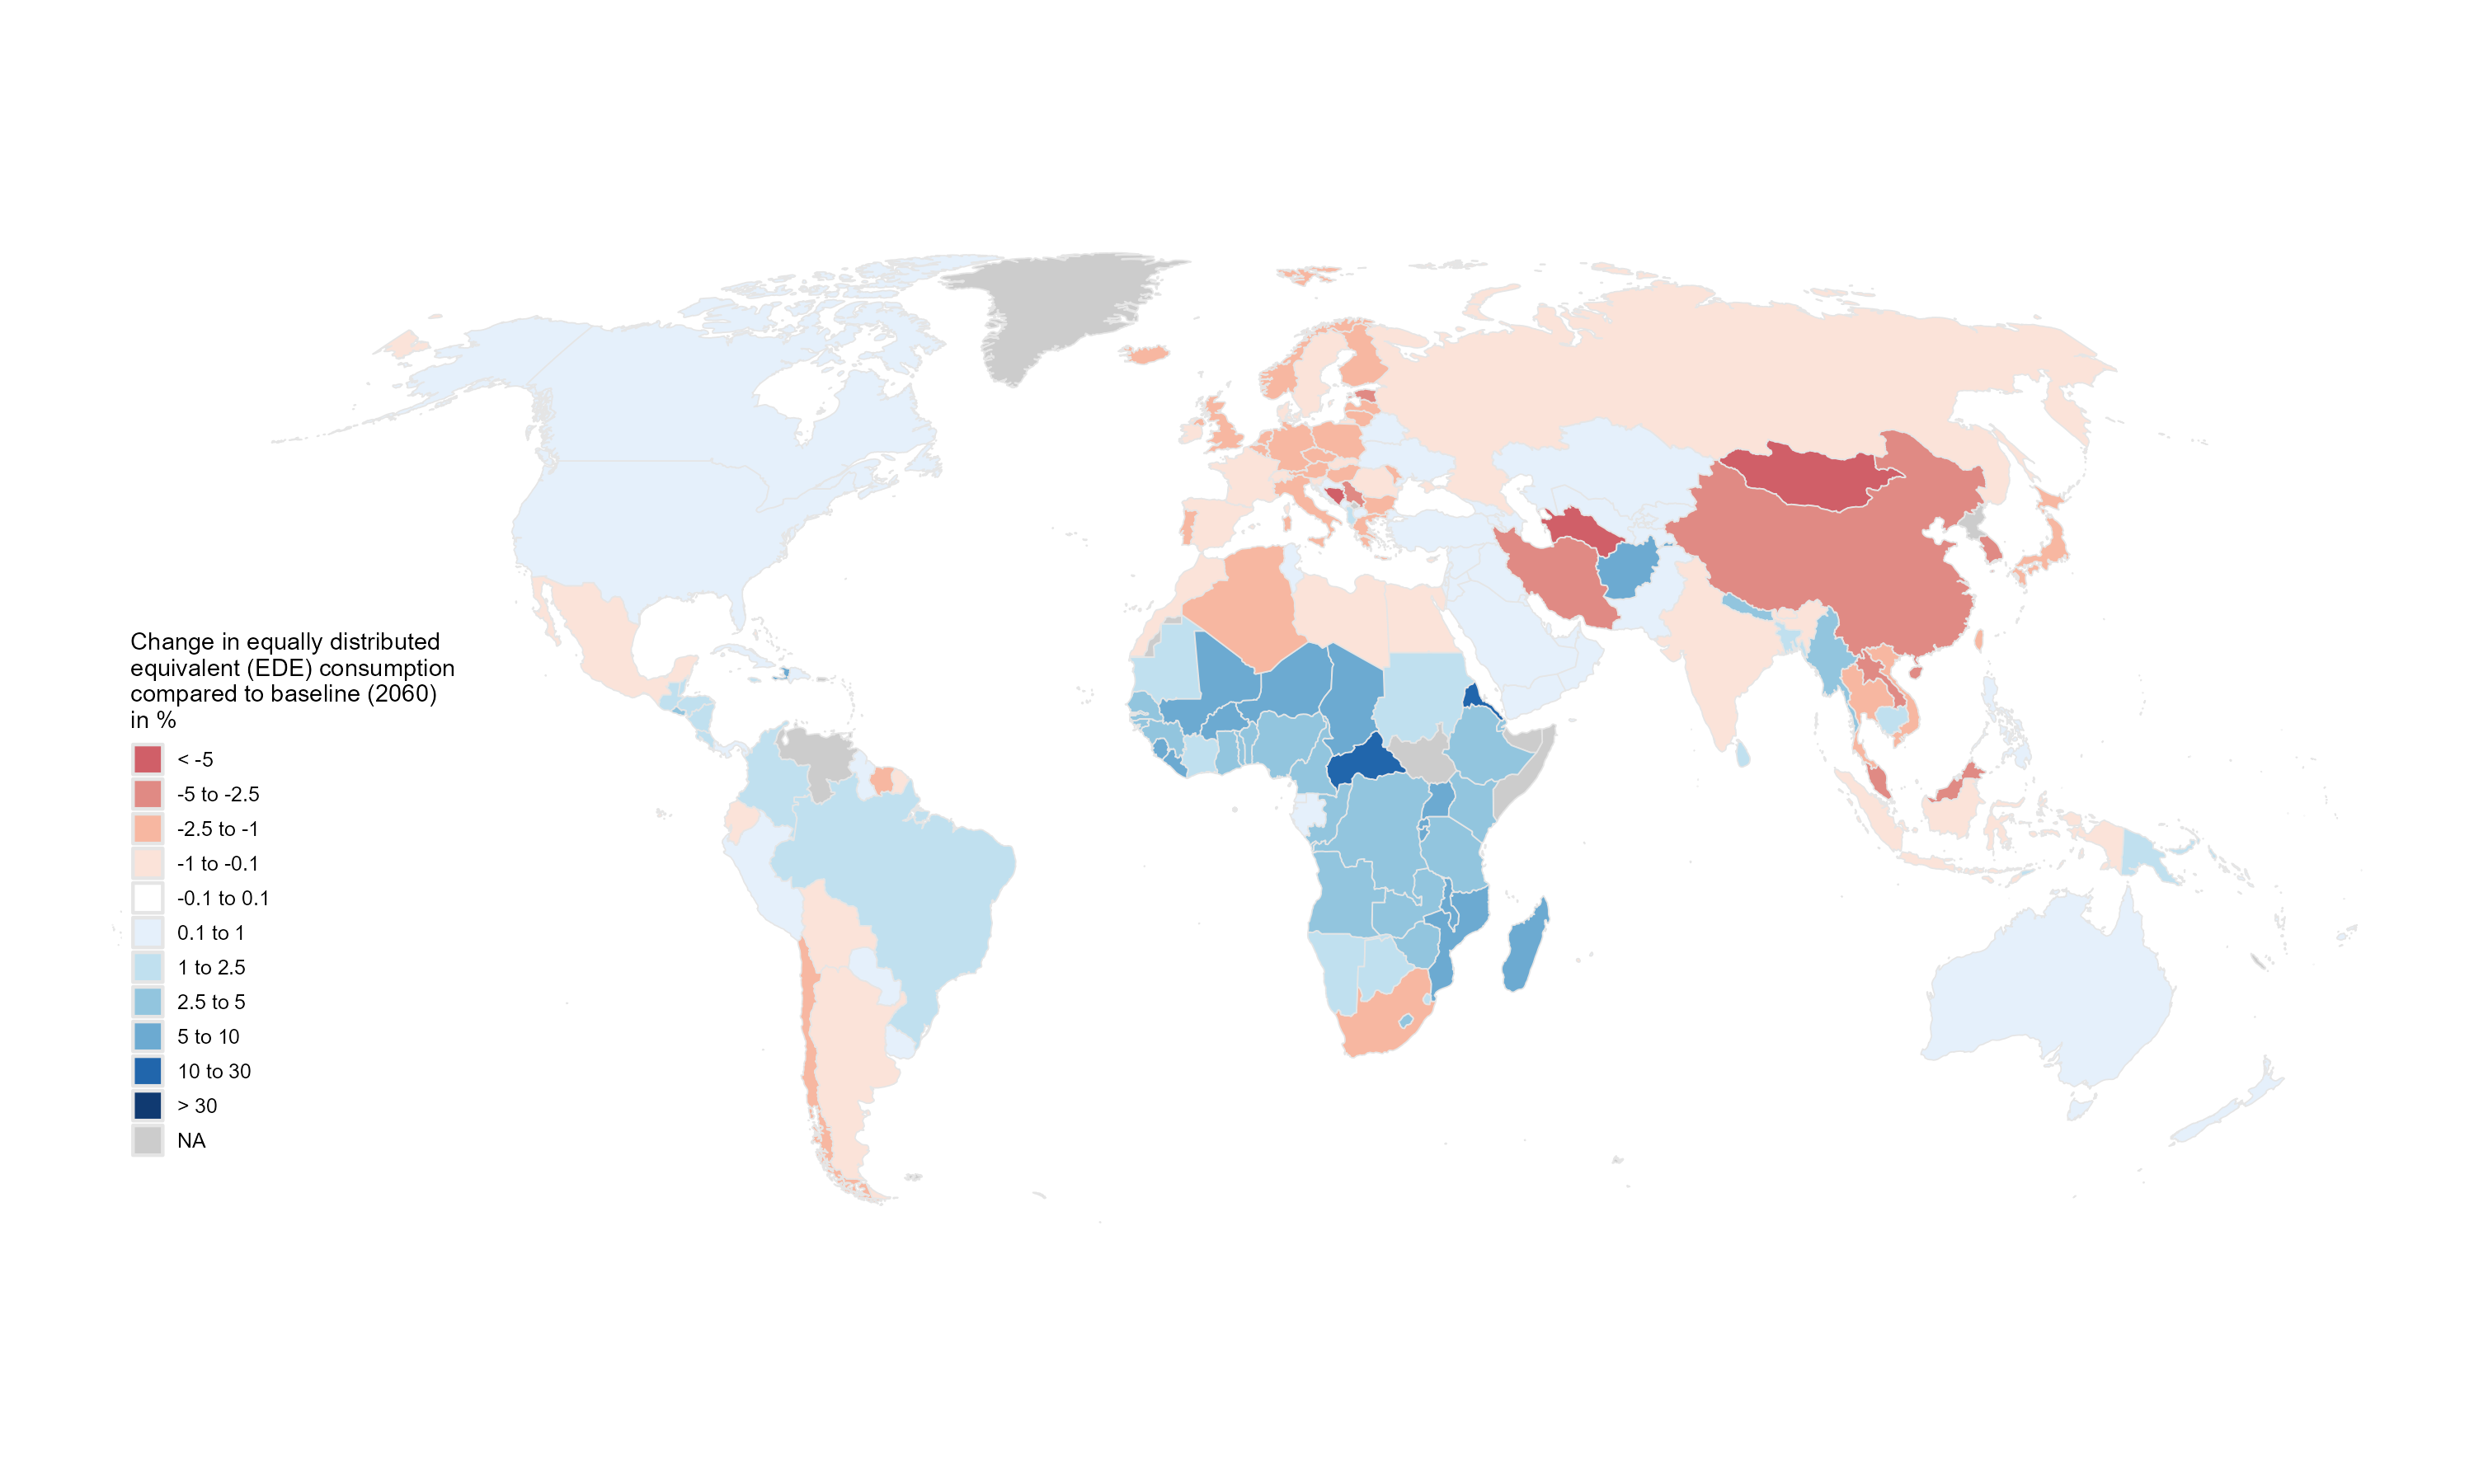 Change in equally distributed
equivalent (EDE) consumption
compared to baseline (2060)
in %
< -5
-5 to -2.5
-2.5 to -1
-1 to -0.1
-0.1 to 0.1
0.1 to 1
1 to 2.5
2.5 to 5
5 to 10
10 to 30
> 30
NA